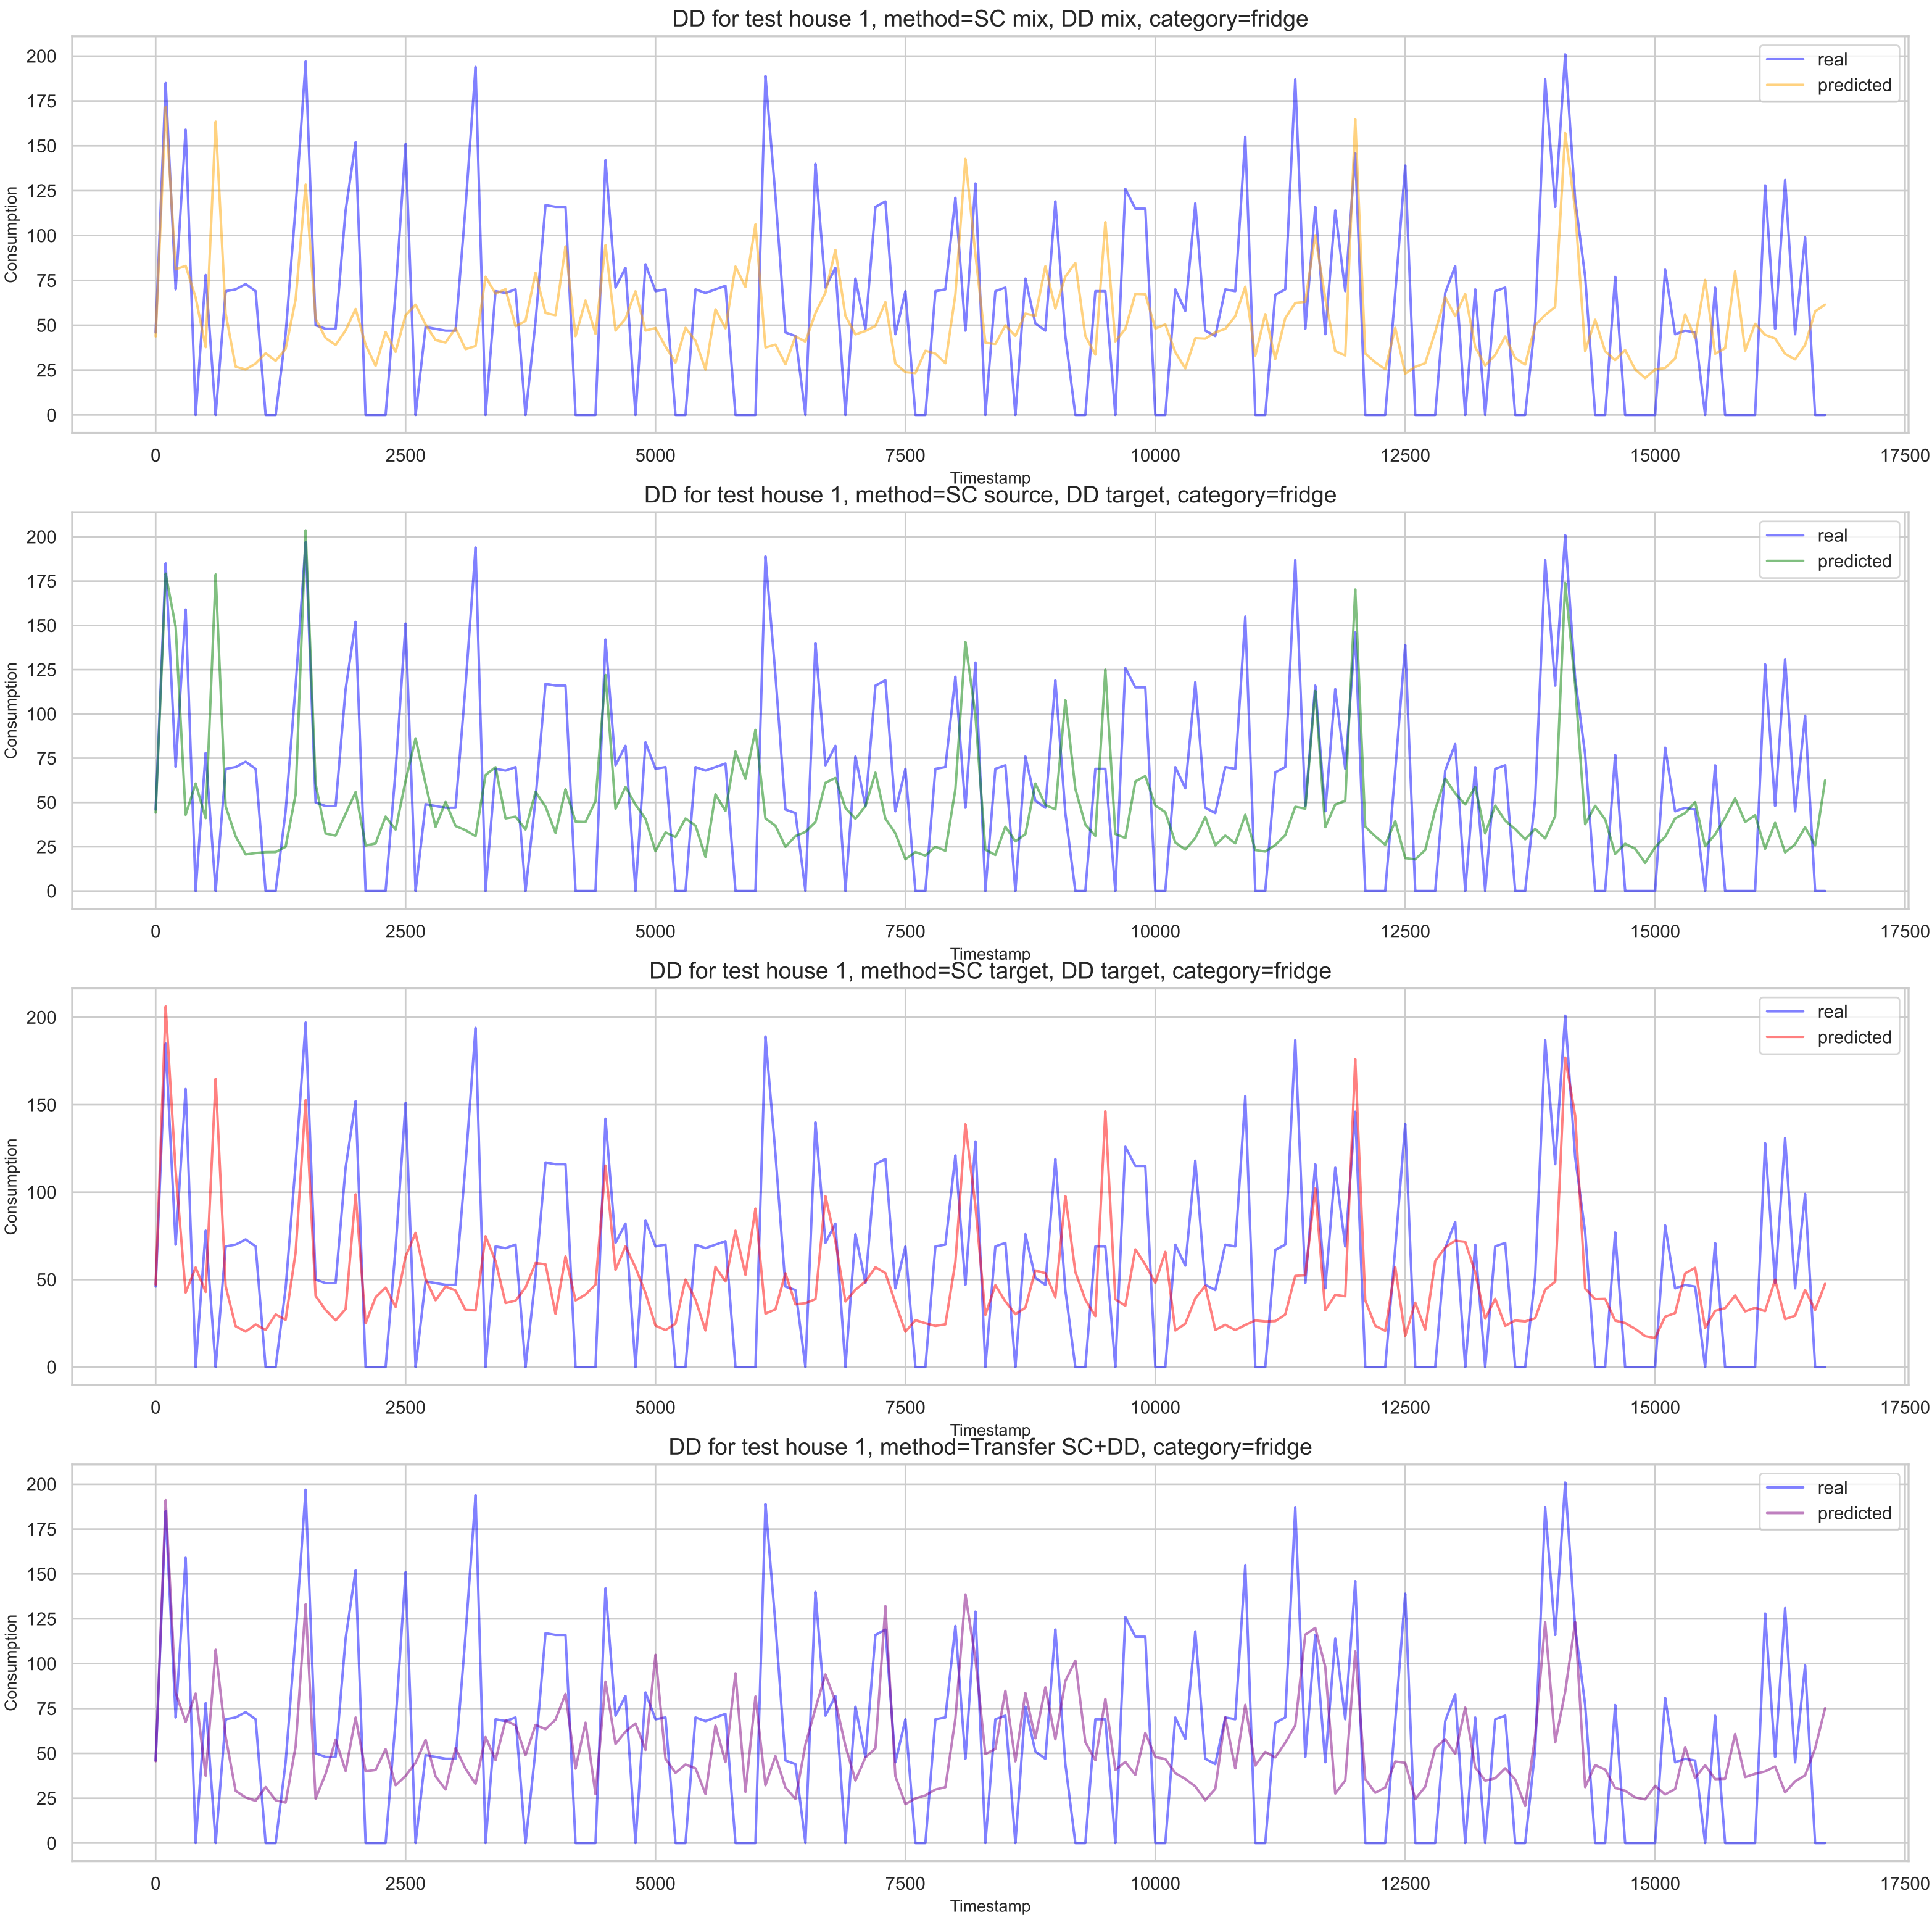 DD for test house 1, method=SC mix, DD mix, category=fridge
200
175
150
125
100
75
50
25
0
Consumption
real
predicted
0 2500 5000 7500 10000 12500 15000 17500
Timestamp
DD for test house 1, method=SC source, DD target, category=fridge
200
175
150
125
100
75
50
25
0
Consumption
real
predicted
0 2500 5000 7500 10000 12500 15000 17500
Timestamp
DD for test house 1, method=SC target, DD target, category=fridge
200
150
100
50
0
Consumption
real
predicted
0 2500 5000 7500 10000 12500 15000 17500
Timestamp
DD for test house 1, method=Transfer SC+DD, category=fridge
200
175
150
125
100
75
50
25
0
Consumption
real
predicted
0 2500 5000 7500 10000 12500 15000 17500
Timestamp